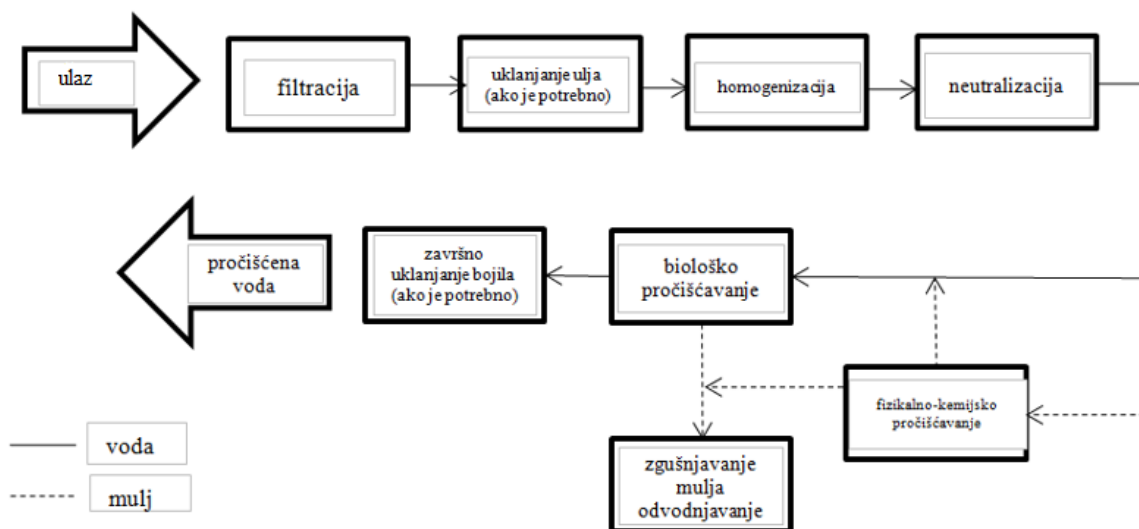 ulaz
filtracija
uklanjanje ulja
(ako je potrebno)
homogenizacija
neutralizacija
pročišćena
voda
završno
uklanjanje bojila
(ako je potrebno)
biološko
pročišćavanje
fizikalno-kemijsko
pročišćavanje
zgušnjavanje
mulja
odvodnjavanje
voda
mulj